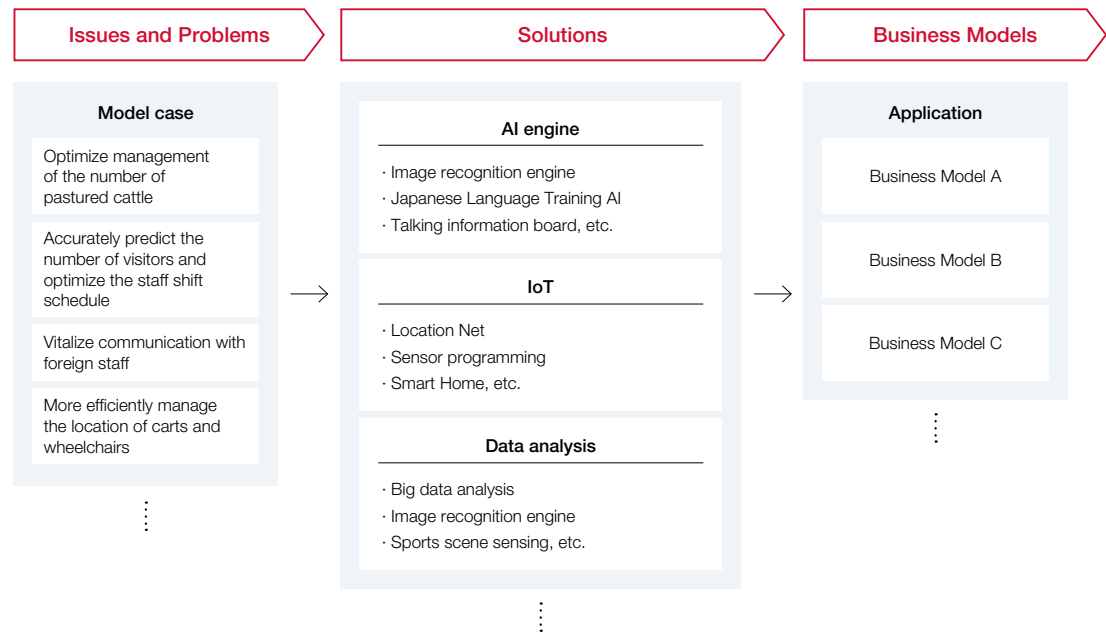 Issues and Problems
Solutions
Business Models
Model case
Optimize management
of the number of
pastured cattle
Accurately predict the
number of visitors and
optimize the staff shift
schedule
Vitalize communication with
foreign staff
More efficiently manage
the location of carts and
wheelchairs
AI engine
· Image recognition engine
· Japanese Language Training AI
· Talking information board, etc.
IoT
· Location Net
· Sensor programming
· Smart Home, etc.
Data analysis
· Big data analysis
· Image recognition engine
· Sports scene sensing, etc.
Application
Business Model A
Business Model B
Business Model C